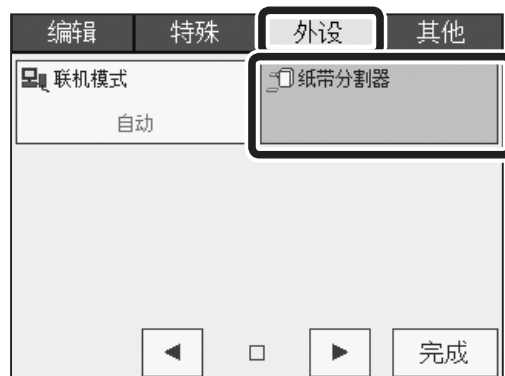 编辑 特殊 外设 其他
联机模式 纸带分割器
自动
完成